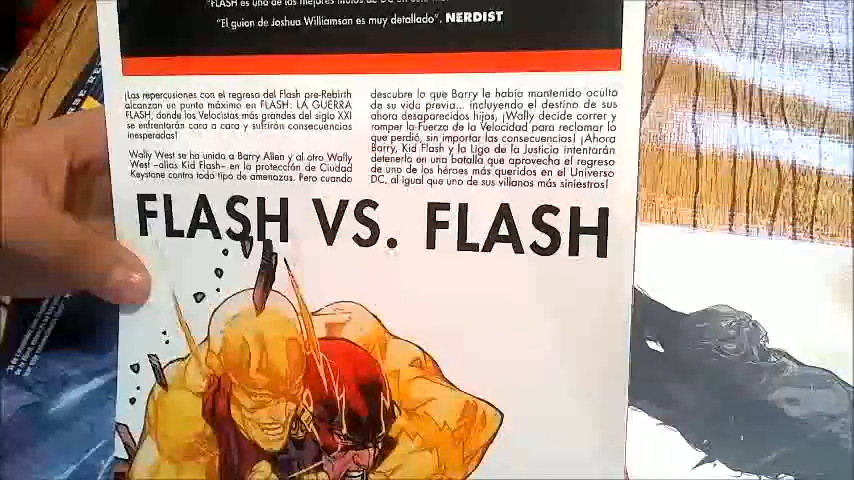 "FLASH es uno de los mejores títulos de DC en este m
"El guion de Joshua Williamson es muy detallado". NERDIST
¡Las repercusiones con el regreso del Flash pre-Rebirth
alcanzan un punto máximo en FLASH: LA GUERRA
FLASH, donde los Velocistas más grandes del siglo XXI
se enfrentarán cara a cara y sufrirán consecuencias
inesperadas!
Wally West se ha unido a Barry Allen y al otro Wally
West –alias Kid Flash– en la protección de Ciudad
Keystone contra todo tipo de amenazas. Pero cuando
descubre lo que Barry le había mantenido oculto
de su vida previa... incluyendo el destino de sus
ahora desaparecidos hijos, ¡Wally decide correr y
romper la Fuerza de la Velocidad para reclamar lo
que perdió, sin importar las consecuencias! ¡Ahora
Barry, Kid Flash y la Liga de la Justicia intentarán
detenerlo en una batalla que aprovecha el regreso
de uno de los héroes más queridos en el Universo
DC, al igual que uno de sus villanos más siniestros!
FLASH VS. FLASH